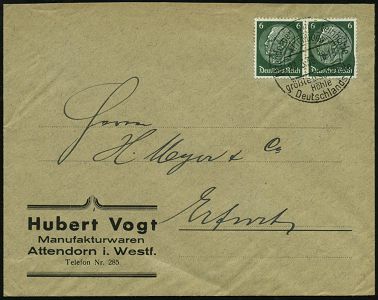 6 6
Deutsches Reich Deutsches Reich
Höhle
Deutschlands
Herrn
H. Meyer & Co
Erfurt
Hubert Vogt
Manufakturwaren
Attendorn i. Westf.
Telefon Nr. 285